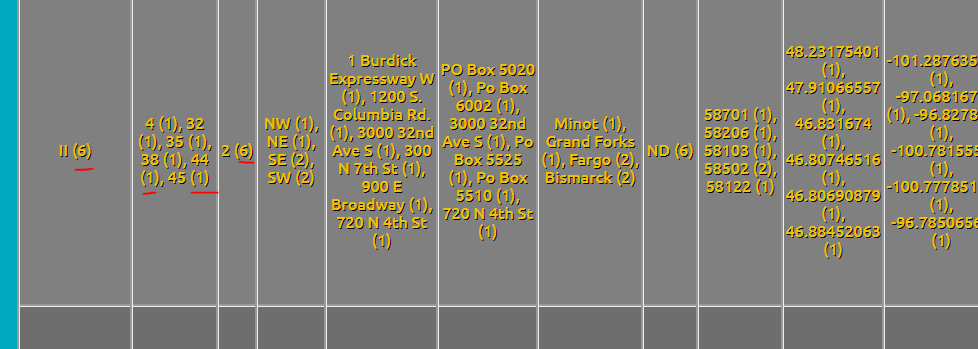 II (6)
4 (1), 32
(1), 35 (1),
38 (1), 44
(1), 45 (1)
2 (6)
NW (1),
NE (1),
SE (2),
SW (2)
1 Burdick
Expressway W
(1), 1200 S.
Columbia Rd.
(1), 3000 32nd
Ave S (1), 300
N 7th St (1),
900 E
Broadway (1),
720 N 4th St
(1)
PO Box 5020
(1), Po Box
6002 (1),
3000 32nd
Ave S (1), Po
Box 5525
(1), Po Box
5510 (1),
720 N 4th St
(1)
Minot (1),
Grand Forks
(1), Fargo (2),
Bismarck (2)
ND (6)
58701 (1),
58206 (1),
58103 (1),
58502 (2),
58122 (1)
48.23175401
(1),
47.91066557
(1),
46.831674
(1),
46.80746516
(1),
46.80690879
(1),
46.88452063
(1)
-101.287635
(1),
-97.068167
(1), -96.8278
(1),
-100.781555
(1),
-100.777851
(1),
-96.785065
(1)